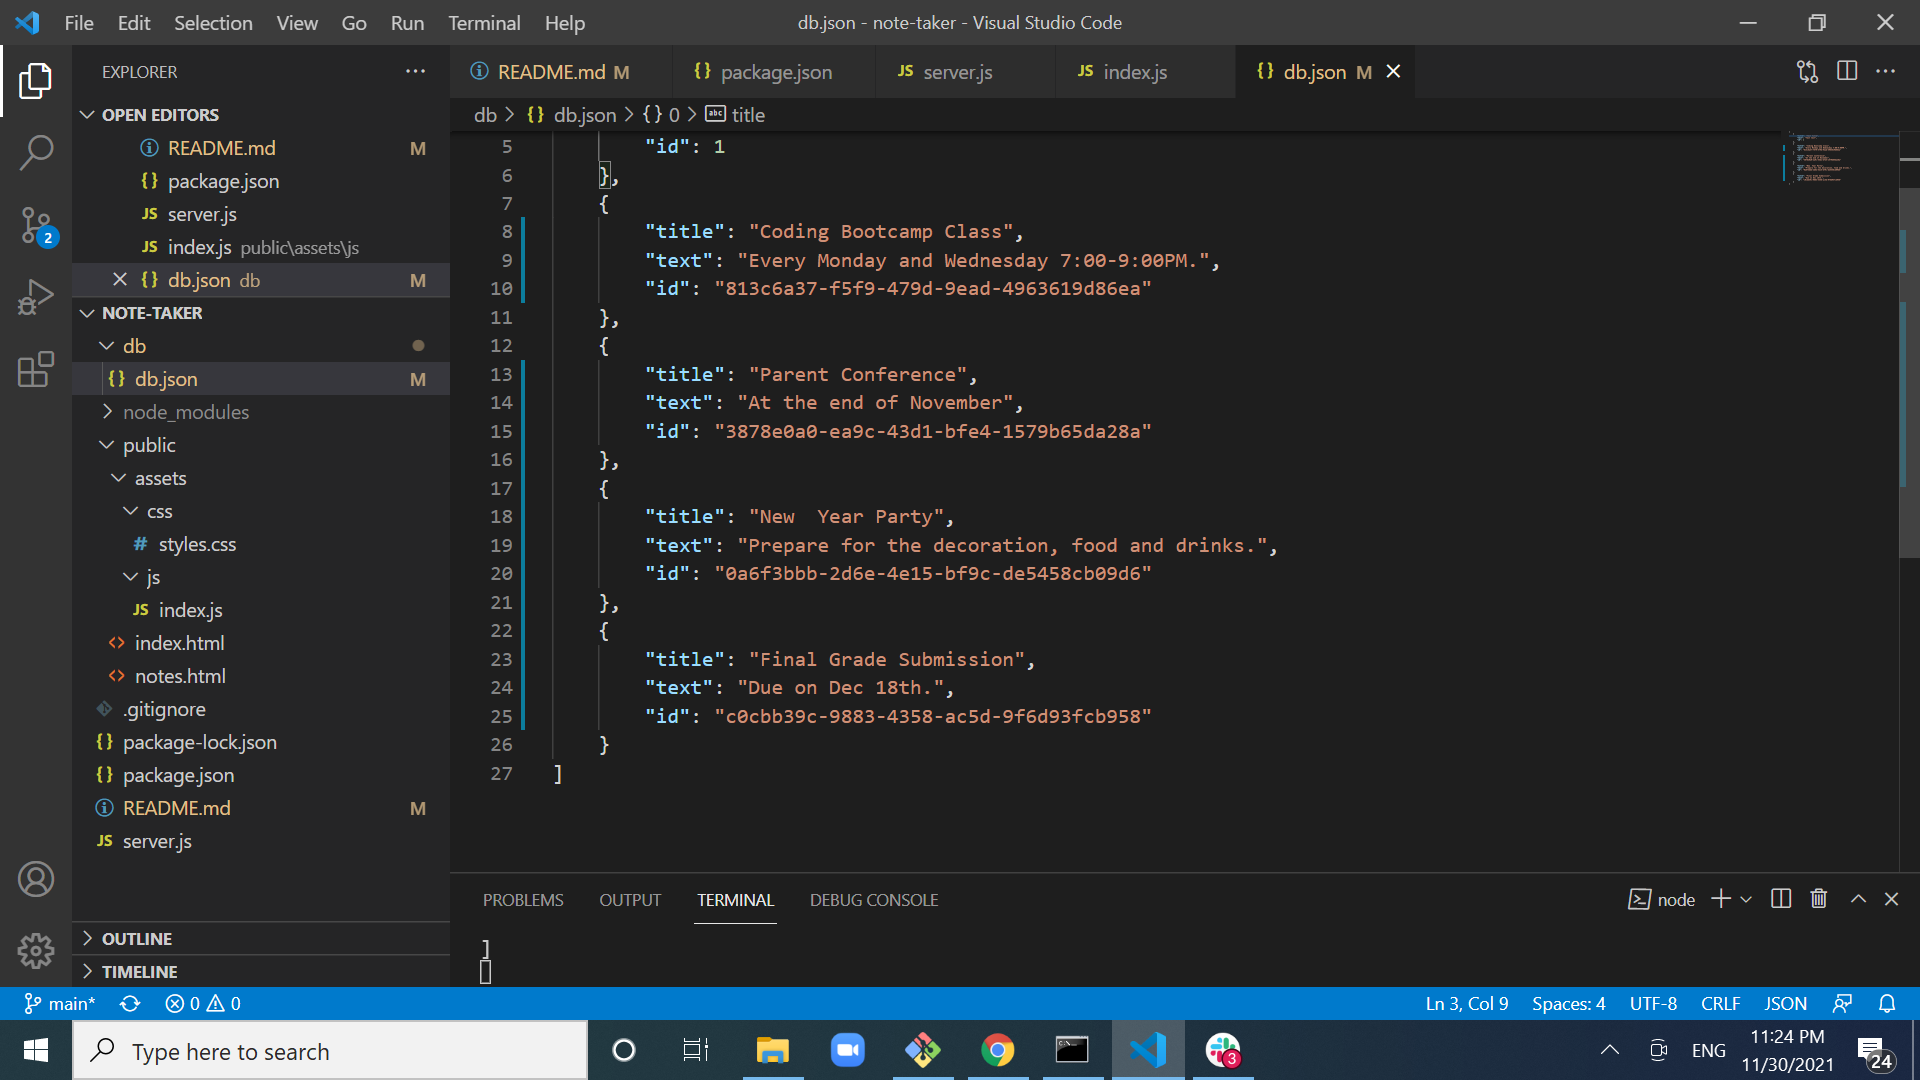 File Edit Selection View Go Run Terminal Help
db.json - note-taker - Visual Studio Code
EXPLORER
OPEN EDITORS
README.md M
package.json
server.js
index.js public\assets\js
db.json db M
NOTE-TAKER
db
db.json M
node_modules
public
assets
css
# styles.css
js
JS index.js
<> index.html
<> notes.html
.gitignore
{} package-lock.json
{} package.json
README.md M
JS server.js
OUTLINE
TIMELINE
2
README.md M {} package.json JS server.js JS index.js {} db.json M
db > {} db.json > {} 0 > abc title
5 "id": 1
6 },
7 {
8 "title": "Coding Bootcamp Class",
9 "text": "Every Monday and Wednesday 7:00-9:00PM.",
10 "id": "813c6a37-f5f9-479d-9ead-4963619d86ea"
11 },
12 {
13 "title": "Parent Conference",
14 "text": "At the end of November",
15 "id": "3878e0a0-ea9c-43d1-bfe4-1579b65da28a"
16 },
17 {
18 "title": "New  Year Party",
19 "text": "Prepare for the decoration, food and drinks.",
20 "id": "0a6f3bbb-2d6e-4e15-bf9c-de5458cb09d6"
21 },
22 {
23 "title": "Final Grade Submission",
24 "text": "Due on Dec 18th.",
25 "id": "c0cbb39c-9883-4358-ac5d-9f6d93fcb958"
26 }
27 ]
PROBLEMS OUTPUT TERMINAL DEBUG CONSOLE
node
]
main* 0 0
Ln 3, Col 9 Spaces: 4 UTF-8 CRLF JSON
Type here to search
3
ENG
11:24 PM
11/30/2021
24